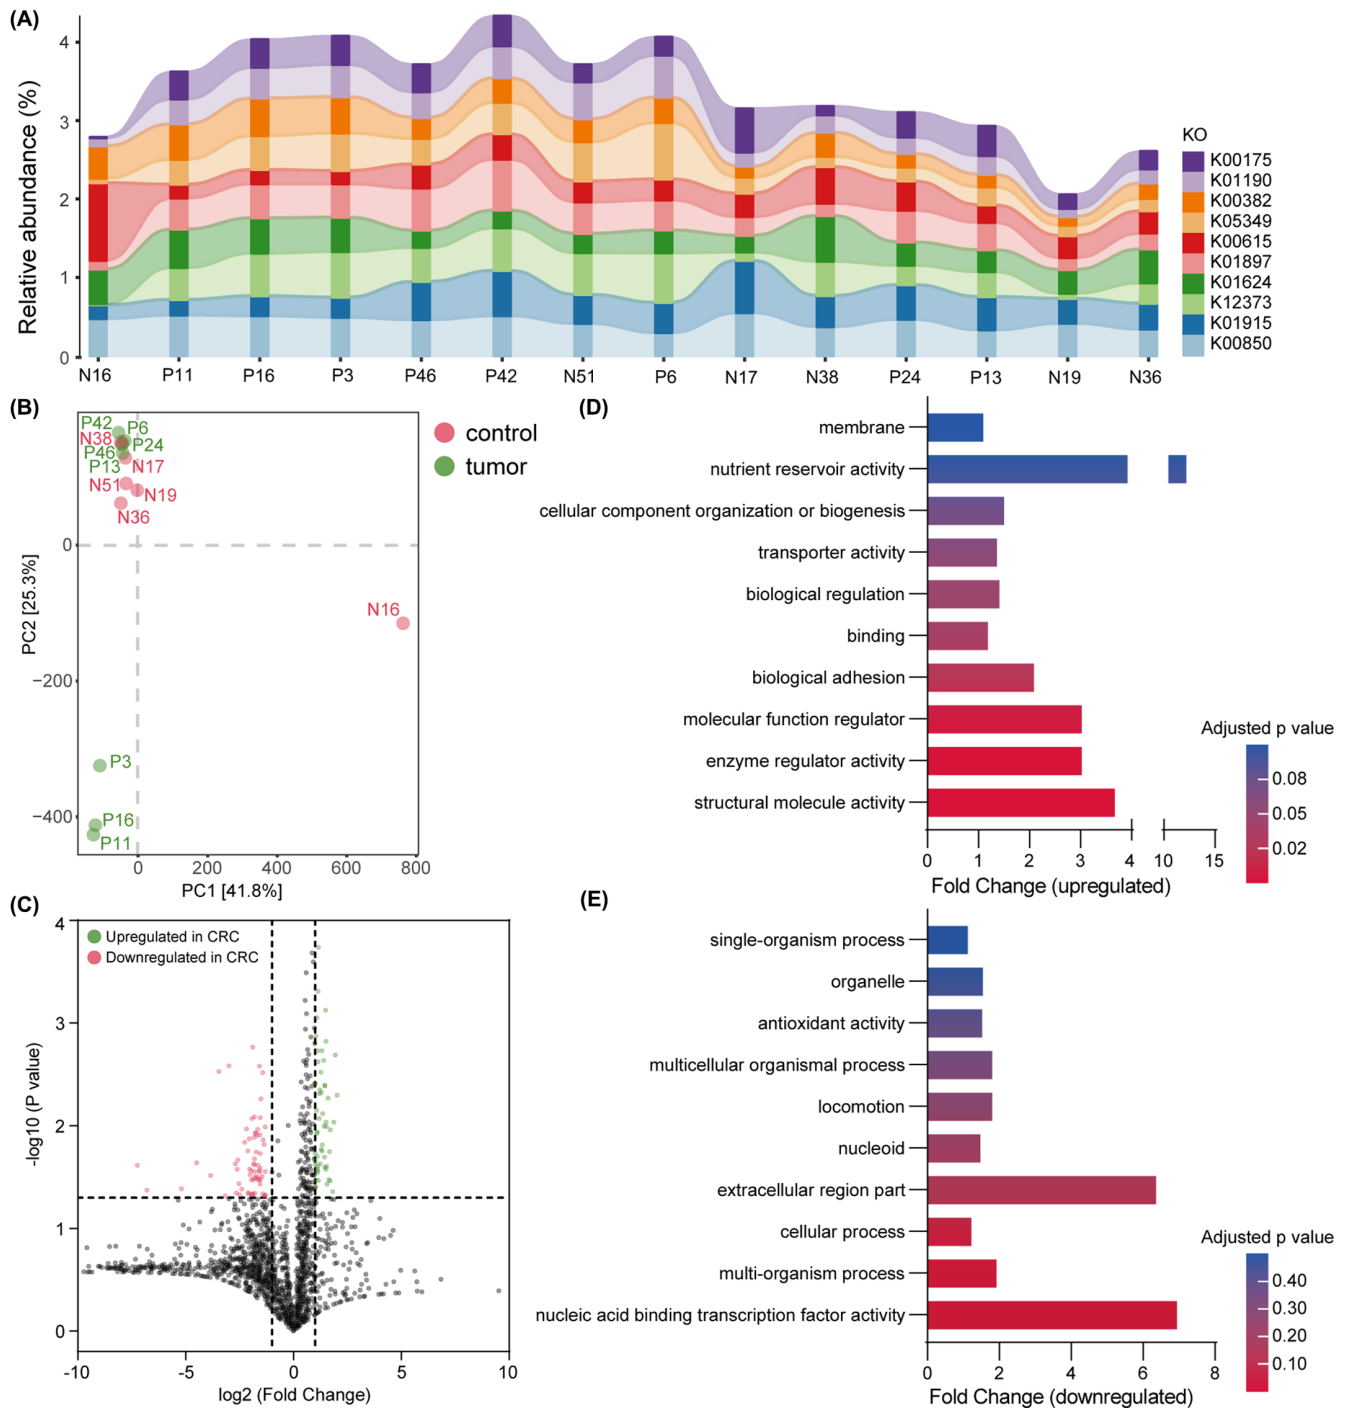 (A)
Relative abundance (%)
4
3
2
1
0
N16 P11 P16 P3 P46 P42 N51 P6 N17 N38 P24 P13 N19 N36
KO
K00175
K01190
K00382
K05349
K00615
K01897
K01624
K12373
K01915
K00850
(B)
P42
P6
N38
P24
P46
P13
N17
N51
N19
N36
N16
P3
P16
P11
PC2 [25.3%]
0
−200
−400
0 200 400 600 800
PC1 [41.8%]
control
tumor
(C)
Upregulated in CRC
Downregulated in CRC
-log10 (P value)
4
3
2
1
0
-10 -5 0 5 10
log2 (Fold Change)
(D)
membrane
nutrient reservoir activity
cellular component organization or biogenesis
transporter activity
biological regulation
binding
biological adhesion
molecular function regulator
enzyme regulator activity
structural molecule activity
0 1 2 3 4 10 15
Fold Change (upregulated)
Adjusted p value
0.08
0.05
0.02
(E)
single-organism process
organelle
antioxidant activity
multicellular organismal process
locomotion
nucleoid
extracellular region part
cellular process
multi-organism process
nucleic acid binding transcription factor activity
0 2 4 6 8
Fold Change (downregulated)
Adjusted p value
0.40
0.30
0.20
0.10